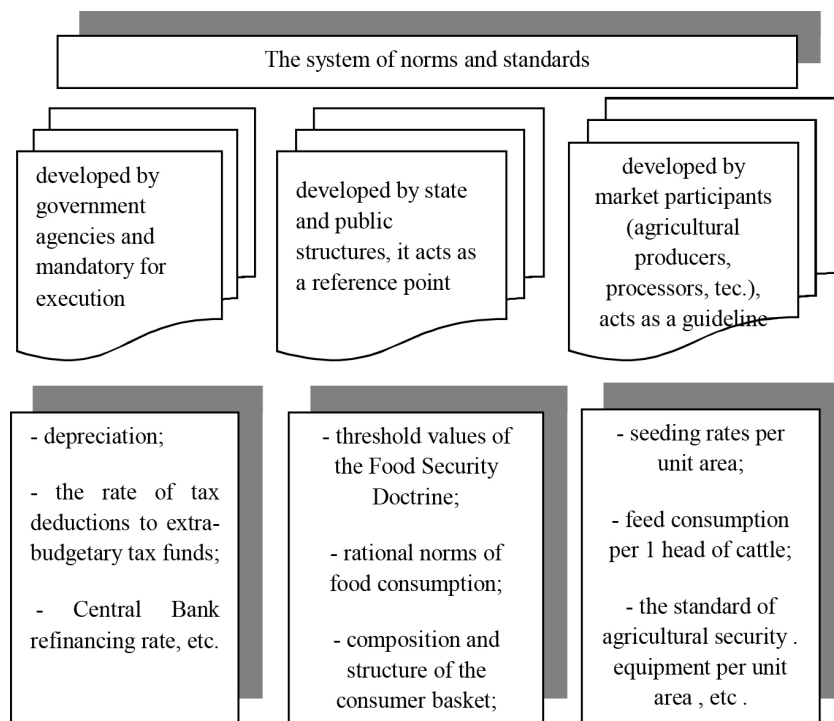 The system of norms and standards
developed by
government
agencies and
mandatory for
execution
developed by state
and public
structures, it acts as
a reference point
developed by
market participants
(agricultural
producers,
processors, tec.),
acts as a guideline
- depreciation;
- the rate of tax
deductions to extra-
budgetary tax funds;
- Central Bank
refinancing rate, etc.
- threshold values of
the Food Security
Doctrine;
- rational norms of
food consumption;
- composition and
structure of the
consumer basket;
- seeding rates per
unit area;
- feed consumption
per 1 head of cattle;
- the standard of
agricultural security .
equipment per unit
area , etc .